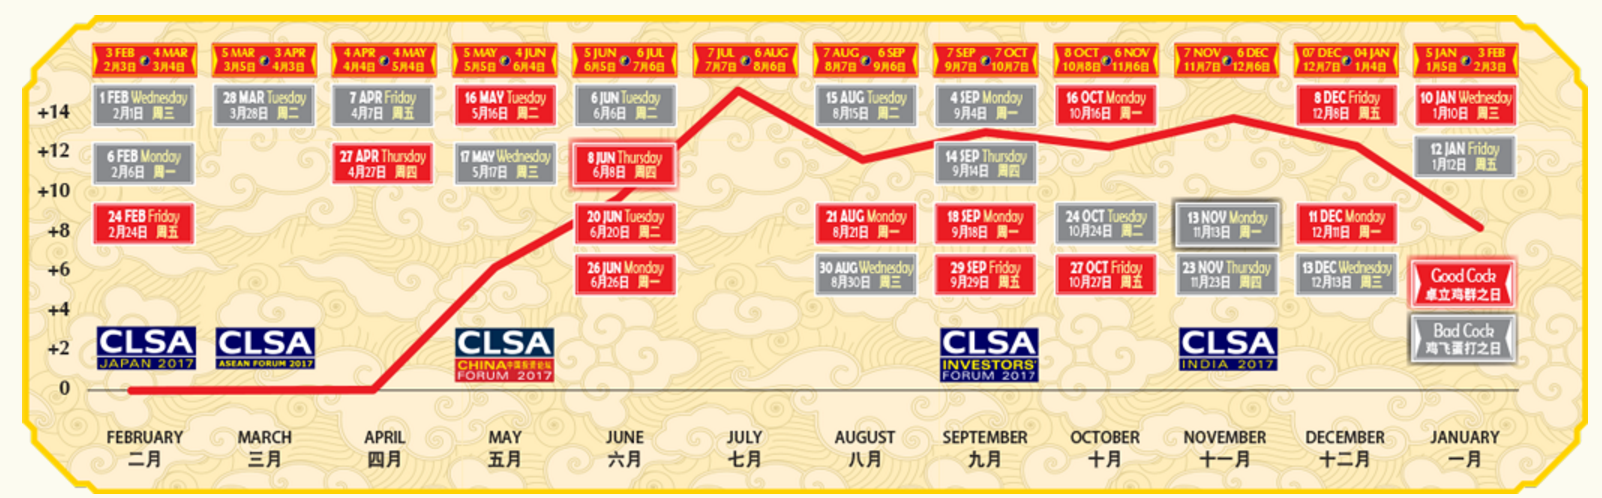 3 FEB 4 MAR
2月3日 3月4日
5 MAR 3 APR
3月5日 4月3日
4 APR 4 MAY
4月4日 5月4日
5 MAY 4 JUN
5月5日 6月4日
5 JUN 6 JUL
6月5日 7月6日
7 JUL 6 AUG
7月7日 8月6日
7 AUG 6 SEP
8月7日 9月6日
7 SEP 7 OCT
9月7日 10月7日
8 OCT 6 NOV
10月8日 11月6日
7 NOV 6 DEC
11月7日 12月6日
07 DEC 04 JAN
12月7日 1月4日
5 JAN 3 FEB
1月5日 2月3日
+14
1 FEB Wednesday
2月1日 周三
28 MAR Tuesday
3月28日 周二
7 APR Friday
4月7日 周五
16 MAY Tuesday
5月16日 周二
6 JUN Tuesday
6月6日 周二
15 AUG Tuesday
8月15日 周二
4 SEP Monday
9月4日 周一
16 OCT Monday
10月16日 周一
8 DEC Friday
12月8日 周五
10 JAN Wednesday
1月10日 周三
+12
6 FEB Monday
2月6日 周一
27 APR Thursday
4月27日 周四
17 MAY Wednesday
5月17日 周三
8 JUN Thursday
6月8日 周四
14 SEP Thursday
9月14日 周四
12 JAN Friday
1月12日 周五
+10
+8
24 FEB Friday
2月24日 周五
20 JUN Tuesday
6月20日 周二
21 AUG Monday
8月21日 周一
18 SEP Monday
9月18日 周一
24 OCT Tuesday
10月24日 周二
13 NOV Monday
11月13日 周一
11 DEC Monday
12月11日 周一
+6
26 JUN Monday
6月26日 周一
30 AUG Wednesday
8月30日 周三
29 SEP Friday
9月29日 周五
27 OCT Friday
10月27日 周五
23 NOV Thursday
11月23日 周四
13 DEC Wednesday
12月13日 周三
Good Cock
卓立鸡群之日
+4
Bad Cock
鸡飞蛋打之日
+2
CLSA
JAPAN 2017
CLSA
ASEAN FORUM 2017
CLSA
CHINA中国投资论坛
FORUM 2017
CLSA
INVESTORS'
FORUM 2017
CLSA
INDIA 2017
0
FEBRUARY
二月
MARCH
三月
APRIL
四月
MAY
五月
JUNE
六月
JULY
七月
AUGUST
八月
SEPTEMBER
九月
OCTOBER
十月
NOVEMBER
十一月
DECEMBER
十二月
JANUARY
一月